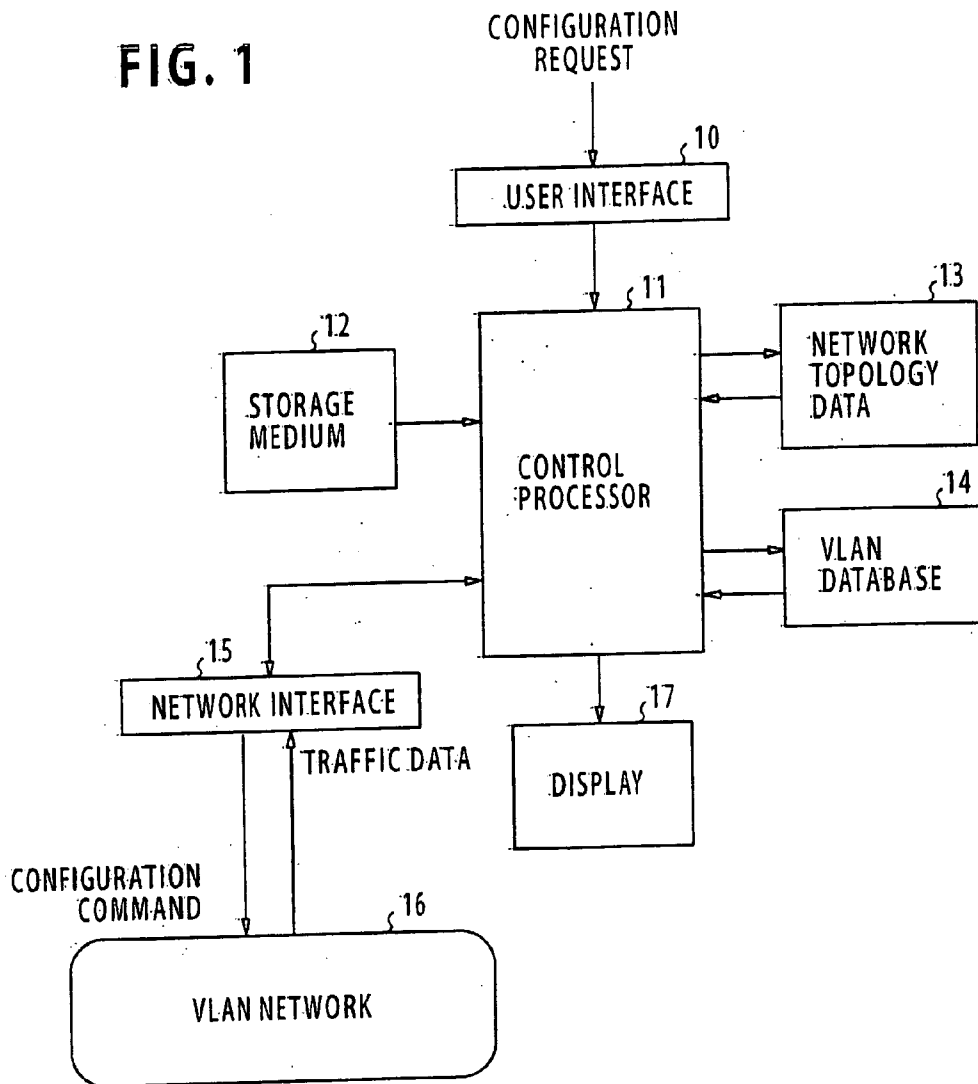 FIG. 1
CONFIGURATION
REQUEST
10
USER INTERFACE
11
12
STORAGE
MEDIUM
CONTROL
PROCESSOR
13
NETWORK
TOPOLOGY
DATA
14
VLAN
DATABASE
15
NETWORK INTERFACE
TRAFFIC DATA
17
DISPLAY
CONFIGURATION
COMMAND
16
VLAN NETWORK